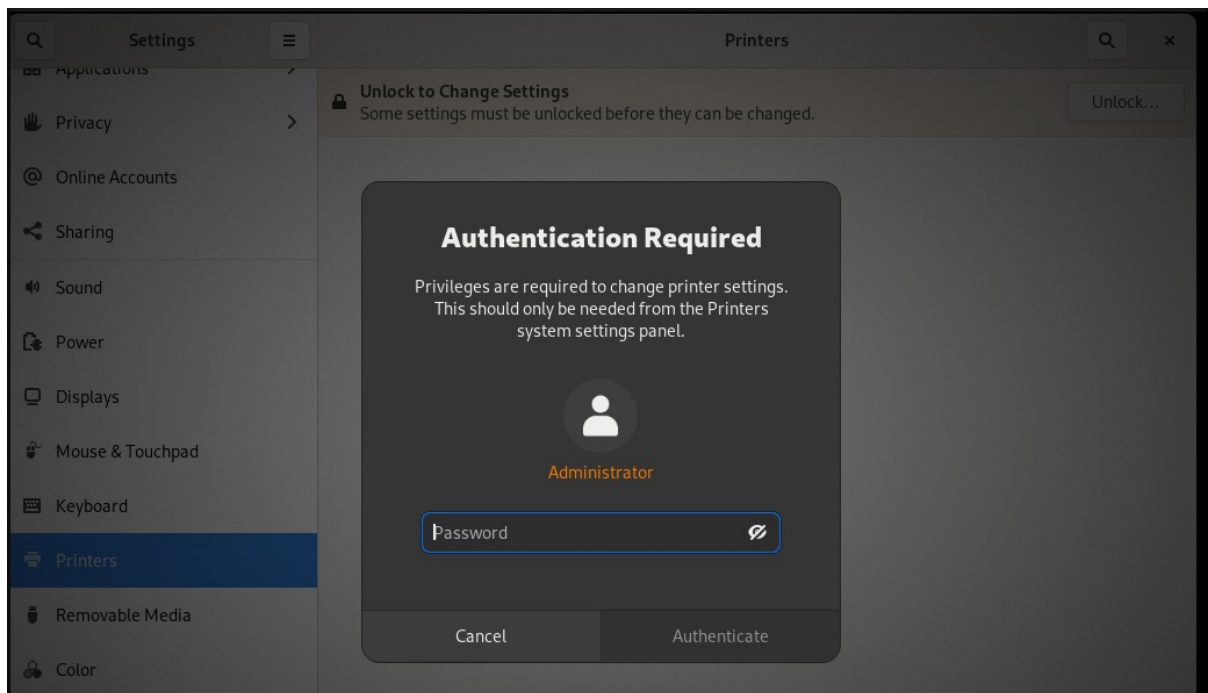 Settings
Printers
Applications
Unlock to Change Settings
Some settings must be unlocked before they can be changed.
Unlock...
Privacy
Online Accounts
Sharing
Sound
Power
Displays
Mouse & Touchpad
Keyboard
Printers
Removable Media
Color
Authentication Required
Privileges are required to change printer settings.
This should only be needed from the Printers
system settings panel.
Administrator
Password
Cancel
Authenticate